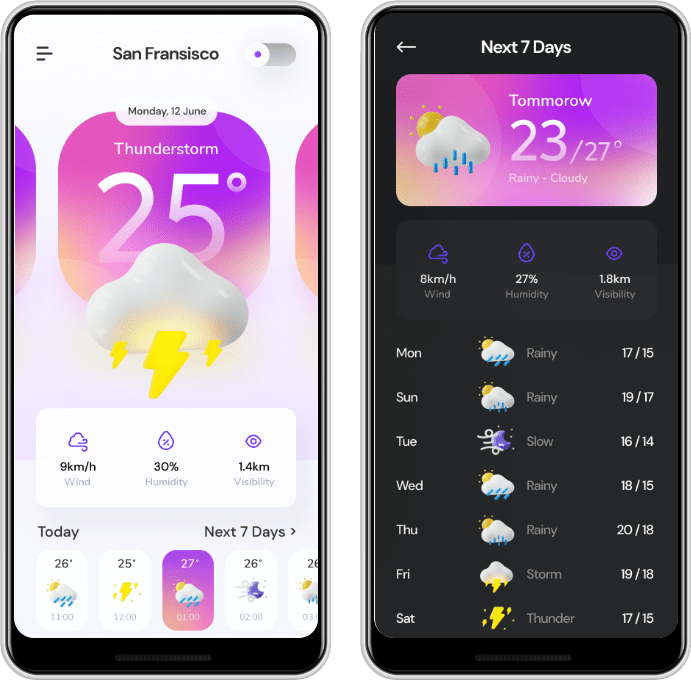 San Fransisco
Monday, 12 June
Thunderstorm
25°
9km/h 30% 1.4km
Wind Humidity Visibility
Today Next 7 Days >
26° 25° 27° 26°
11:00 12:00 01:00 02:00
Next 7 Days
Tommorow
23/27°
Rainy - Cloudy
8km/h 27% 1.8km
Wind Humidity Visibility
Mon Rainy 17 / 15
Sun Rainy 19 / 17
Tue Slow 16 / 14
Wed Rainy 18 / 15
Thu Rainy 20 / 18
Fri Storm 19 / 18
Sat Thunder 17 / 15